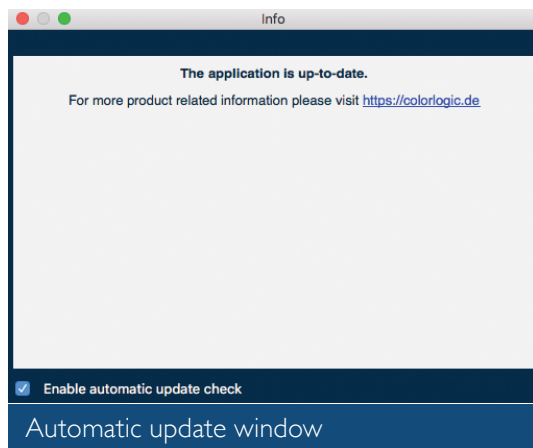 Info
The application is up-to-date.
For more product related information please visit https://colorlogic.de
Enable automatic update check
Automatic update window